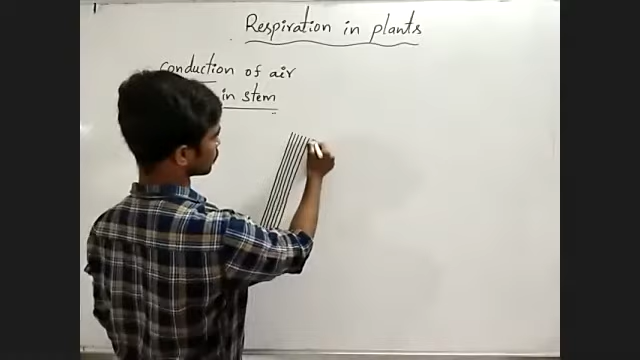 Respiration in plants
conduction of air
in stem